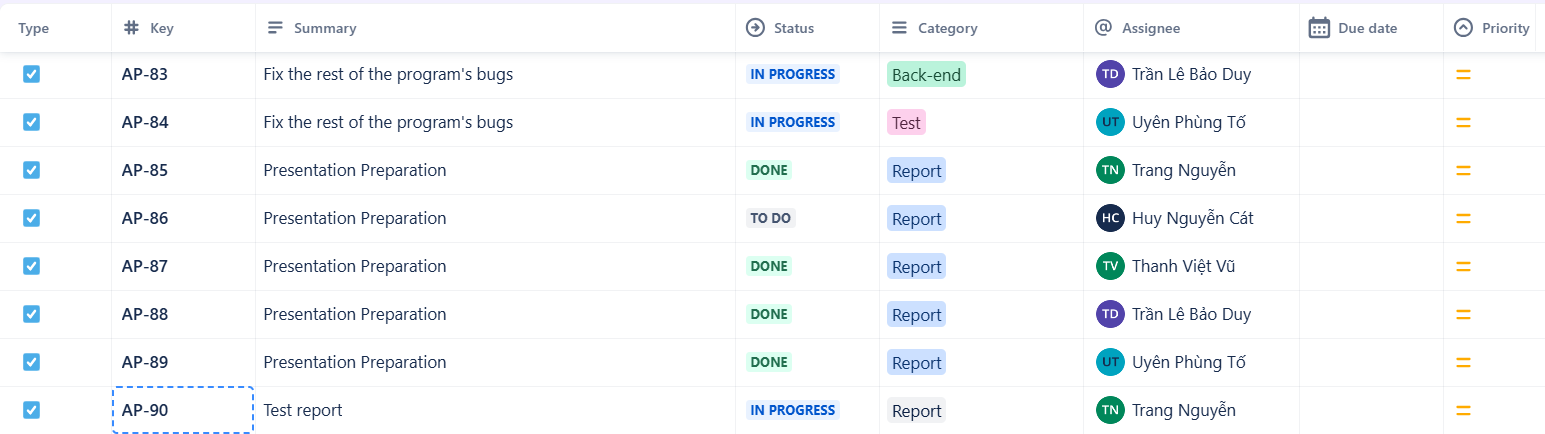 Type Key Summary Status Category Assignee Due date Priority
AP-83 Fix the rest of the program's bugs IN PROGRESS Back-end TD Trần Lê Bảo Duy
AP-84 Fix the rest of the program's bugs IN PROGRESS Test UT Uyên Phùng Tố
AP-85 Presentation Preparation DONE Report TN Trang Nguyễn
AP-86 Presentation Preparation TO DO Report HC Huy Nguyễn Cát
AP-87 Presentation Preparation DONE Report TV Thanh Việt Vũ
AP-88 Presentation Preparation DONE Report TD Trần Lê Bảo Duy
AP-89 Presentation Preparation DONE Report UT Uyên Phùng Tố
AP-90 Test report IN PROGRESS Report TN Trang Nguyễn